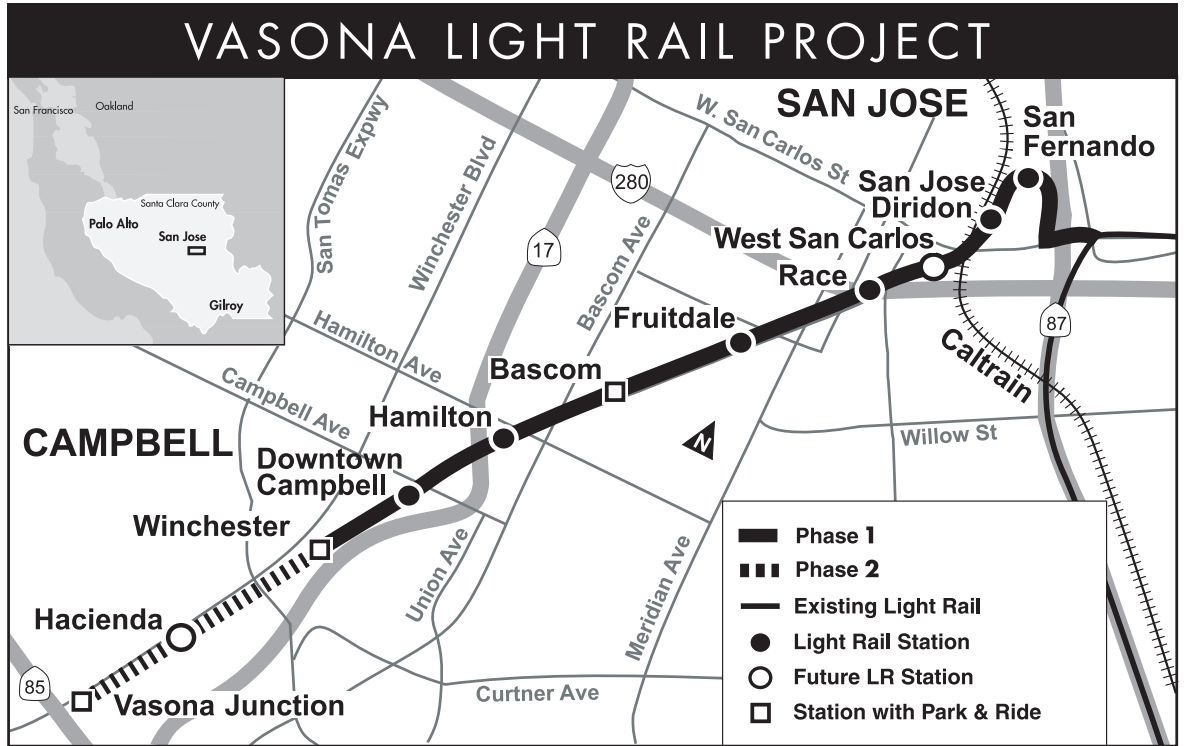 VASONA LIGHT RAIL PROJECT
San Francisco
Oakland
Santa Clara County
Palo Alto
San Jose
Gilroy
San Tomas Expwy
Winchester Blvd
W. San Carlos St
SAN JOSE
San
Fernando
280
17
Bascom Ave
San Jose
Diridon
West San Carlos
Race
Fruitdale
87
Caltrain
Hamilton Ave
Campbell Ave
Bascom
Hamilton
CAMPBELL
Downtown
Campbell
N
Willow St
Winchester
Union Ave
Meridian Ave
Hacienda
85
Vasona Junction
Curtner Ave
Phase 1
Phase 2
Existing Light Rail
Light Rail Station
Future LR Station
Station with Park & Ride